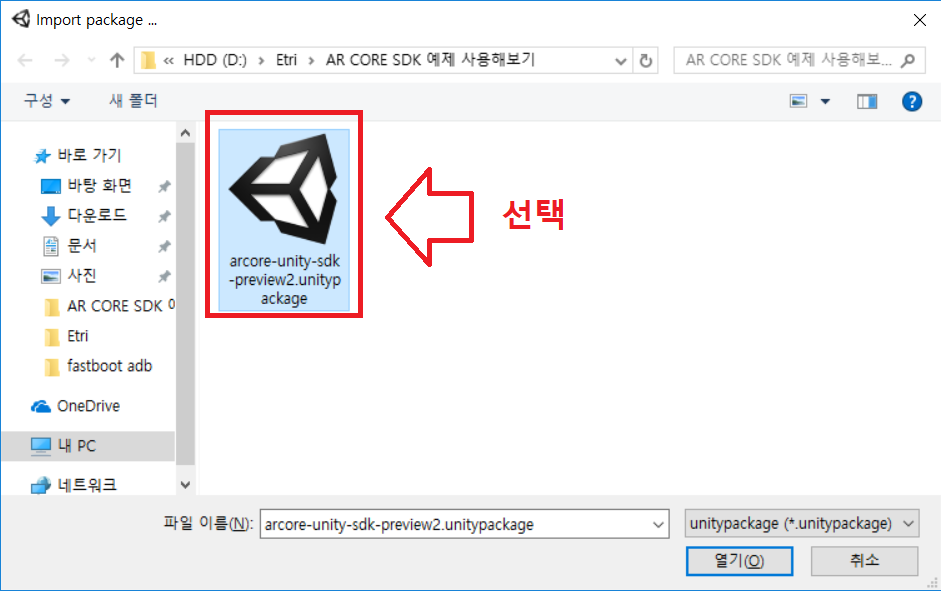 Import package ...
« HDD (D:) › Etri › AR CORE SDK 예제 사용해보기
AR CORE SDK 예제 사용해보...
구성
새 폴더
바로 가기
바탕 화면
다운로드
문서
사진
AR CORE SDK 예
Etri
fastboot adb
OneDrive
내 PC
네트워크
arcore-unity-sdk
-preview2.unityp
ackage
선택
파일 이름(N):
arcore-unity-sdk-preview2.unitypackage
unitypackage (*.unitypackage)
열기(O)
취소